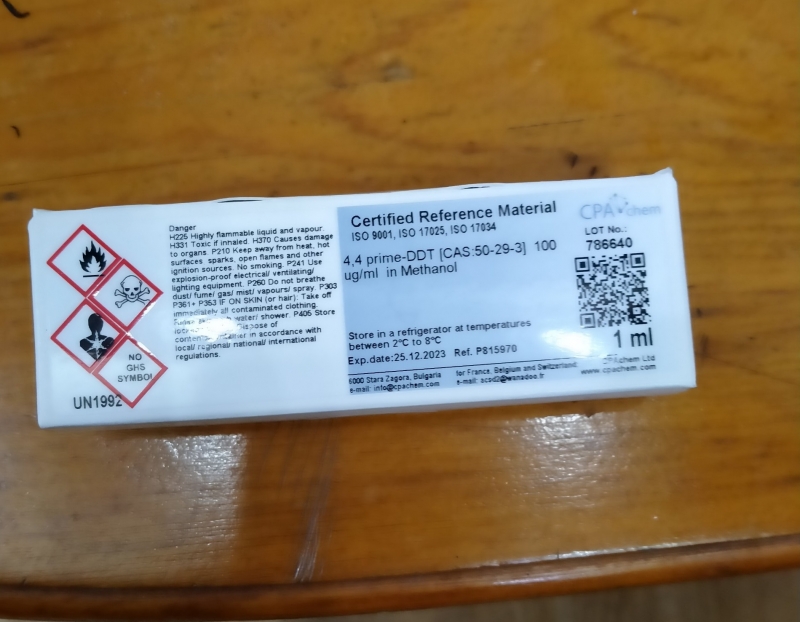 Danger
H225 Highly flammable liquid and vapour.
H331 Toxic if inhaled. H370 Causes damage
to organs. P210 Keep away from heat, hot
surfaces, sparks, open flames and other
ignition sources. No smoking. P241 Use
explosion-proof electrical/ ventilating/
lighting equipment. P260 Do not breathe
dust/ fume/ gas/ mist/ vapours/ spray. P303
P361+ P353 IF ON SKIN (or hair): Take off
immediately all contaminated clothing.
water/ shower. P405 Store
Dispose of
in accordance with
local/ regional/ national/ international
regulations.
NO
GHS
SYMBOL
UN1992
Certified Reference Material
ISO 9001, ISO 17025, ISO 17034
4,4 prime-DDT [CAS:50-29-3] 100
ug/ml in Methanol
Store in a refrigerator at temperatures
between 2°C to 8°C
Exp.date:25.12.2023 Ref. P815970
6000 Stara Zagora, Bulgaria
e-mail: info@cpachem.com
for France, Belgium and Switzerland
e-mail: acod2@wanadoo.fr
CPAchem
LOT No.:
786640
1 ml
CPAchem Ltd
www.cpachem.com